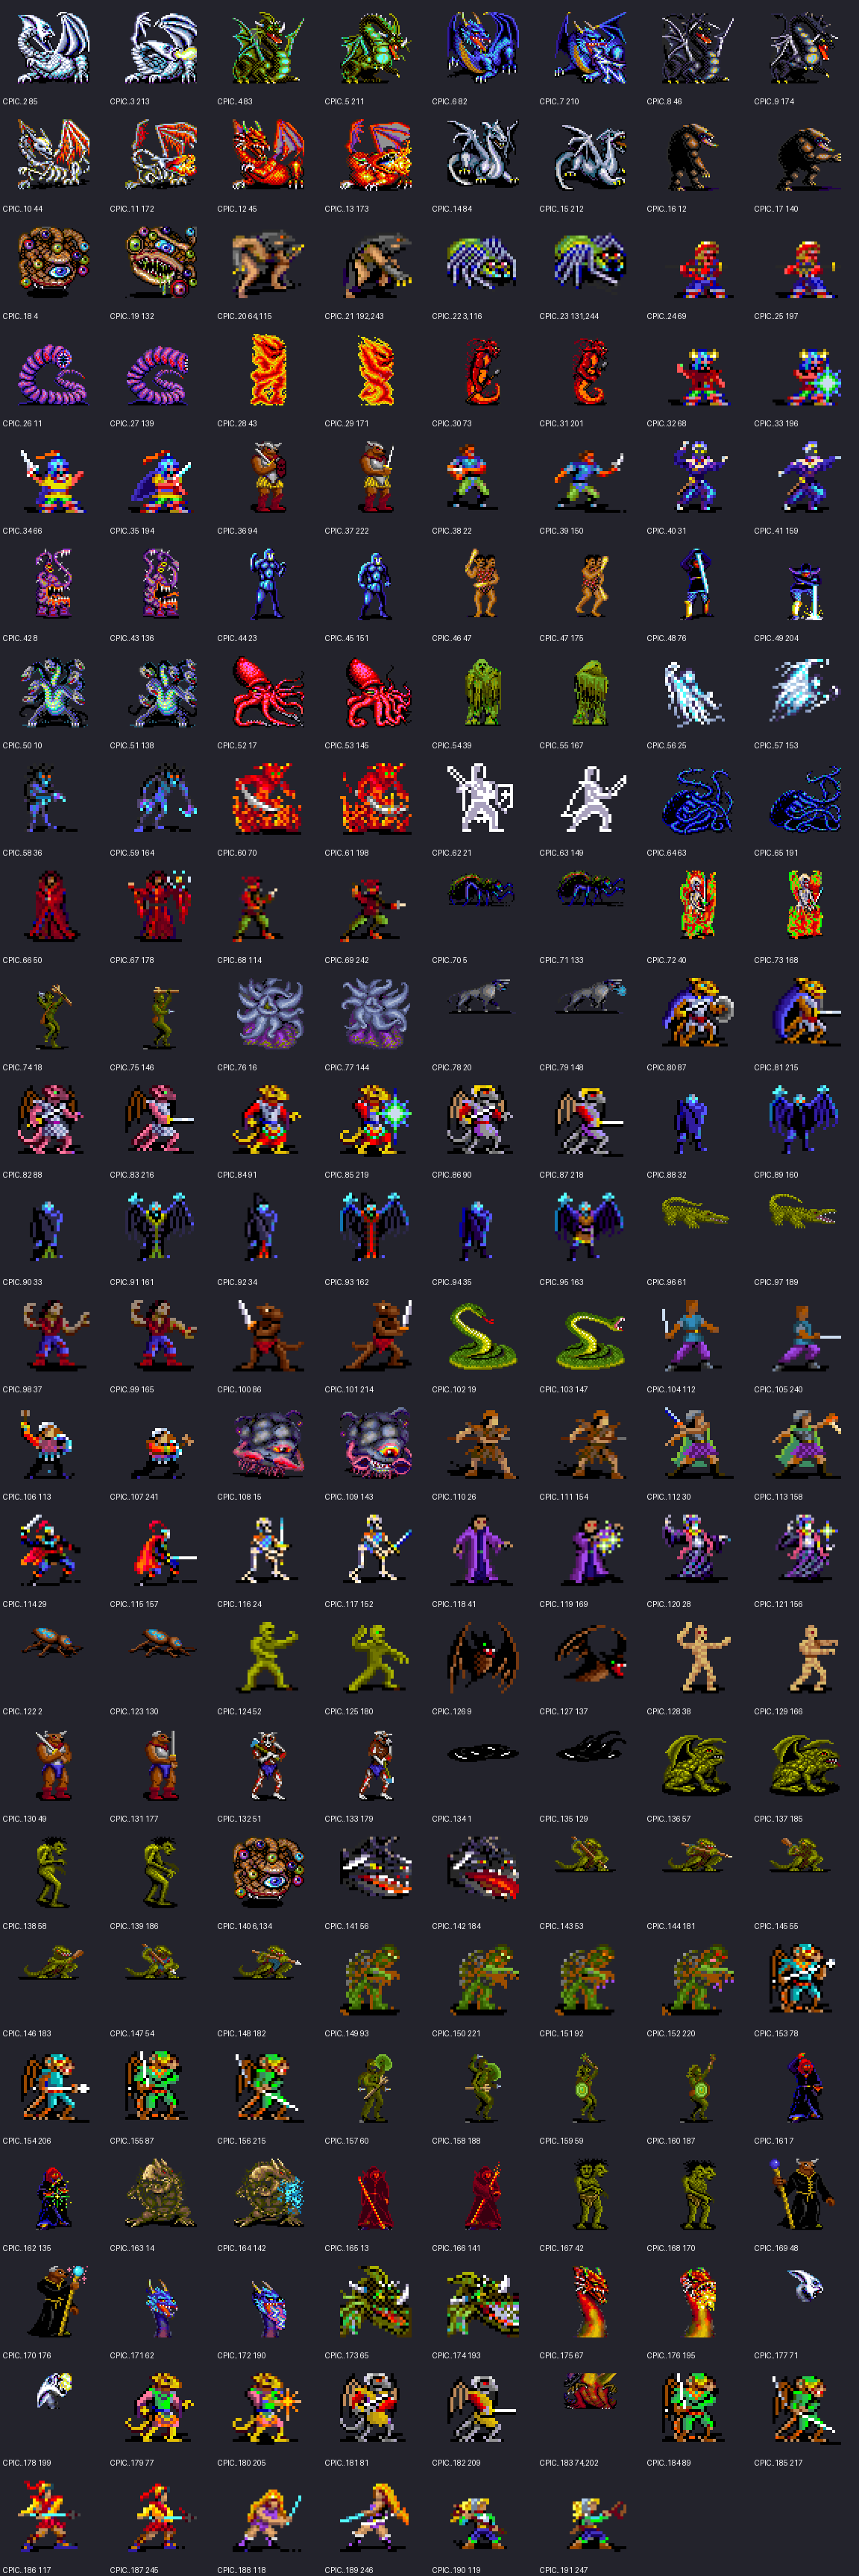 CPIC..2 85 CPIC..3 213 CPIC..4 83 CPIC..5 211 CPIC..6 82 CPIC..7 210 CPIC..8 46 CPIC..9 174
CPIC..10 44 CPIC..11 172 CPIC..12 45 CPIC..13 173 CPIC..14 84 CPIC..15 212 CPIC..16 12 CPIC..17 140
CPIC..18 4 CPIC..19 132 CPIC..20 64,115 CPIC..21 192,243 CPIC..22 3,116 CPIC..23 131,244 CPIC..24 69 CPIC..25 197
CPIC..26 11 CPIC..27 139 CPIC..28 43 CPIC..29 171 CPIC..30 73 CPIC..31 201 CPIC..32 68 CPIC..33 196
CPIC..34 66 CPIC..35 194 CPIC..36 94 CPIC..37 222 CPIC..38 22 CPIC..39 150 CPIC..40 31 CPIC..41 159
CPIC..42 8 CPIC..43 136 CPIC..44 23 CPIC..45 151 CPIC..46 47 CPIC..47 175 CPIC..48 76 CPIC..49 204
CPIC..50 10 CPIC..51 138 CPIC..52 17 CPIC..53 145 CPIC..54 39 CPIC..55 167 CPIC..56 25 CPIC..57 153
CPIC..58 36 CPIC..59 164 CPIC..60 70 CPIC..61 198 CPIC..62 21 CPIC..63 149 CPIC..64 63 CPIC..65 191
CPIC..66 50 CPIC..67 178 CPIC..68 114 CPIC..69 242 CPIC..70 5 CPIC..71 133 CPIC..72 40 CPIC..73 168
CPIC..74 18 CPIC..75 146 CPIC..76 16 CPIC..77 144 CPIC..78 20 CPIC..79 148 CPIC..80 87 CPIC..81 215
CPIC..82 88 CPIC..83 216 CPIC..84 91 CPIC..85 219 CPIC..86 90 CPIC..87 218 CPIC..88 32 CPIC..89 160
CPIC..90 33 CPIC..91 161 CPIC..92 34 CPIC..93 162 CPIC..94 35 CPIC..95 163 CPIC..96 61 CPIC..97 189
CPIC..98 37 CPIC..99 165 CPIC..100 86 CPIC..101 214 CPIC..102 19 CPIC..103 147 CPIC..104 112 CPIC..105 240
CPIC..106 113 CPIC..107 241 CPIC..108 15 CPIC..109 143 CPIC..110 26 CPIC..111 154 CPIC..112 30 CPIC..113 158
CPIC..114 29 CPIC..115 157 CPIC..116 24 CPIC..117 152 CPIC..118 41 CPIC..119 169 CPIC..120 28 CPIC..121 156
CPIC..122 2 CPIC..123 130 CPIC..124 52 CPIC..125 180 CPIC..126 9 CPIC..127 137 CPIC..128 38 CPIC..129 166
CPIC..130 49 CPIC..131 177 CPIC..132 51 CPIC..133 179 CPIC..134 1 CPIC..135 129 CPIC..136 57 CPIC..137 185
CPIC..138 58 CPIC..139 186 CPIC..140 6,134 CPIC..141 56 CPIC..142 184 CPIC..143 53 CPIC..144 181 CPIC..145 55
CPIC..146 183 CPIC..147 54 CPIC..148 182 CPIC..149 93 CPIC..150 221 CPIC..151 92 CPIC..152 220 CPIC..153 78
CPIC..154 206 CPIC..155 87 CPIC..156 215 CPIC..157 60 CPIC..158 188 CPIC..159 59 CPIC..160 187 CPIC..161 7
CPIC..162 135 CPIC..163 14 CPIC..164 142 CPIC..165 13 CPIC..166 141 CPIC..167 42 CPIC..168 170 CPIC..169 48
CPIC..170 176 CPIC..171 62 CPIC..172 190 CPIC..173 65 CPIC..174 193 CPIC..175 67 CPIC..176 195 CPIC..177 71
CPIC..178 199 CPIC..179 77 CPIC..180 205 CPIC..181 81 CPIC..182 209 CPIC..183 74,202 CPIC..184 89 CPIC..185 217
CPIC..186 117 CPIC..187 245 CPIC..188 118 CPIC..189 246 CPIC..190 119 CPIC..191 247